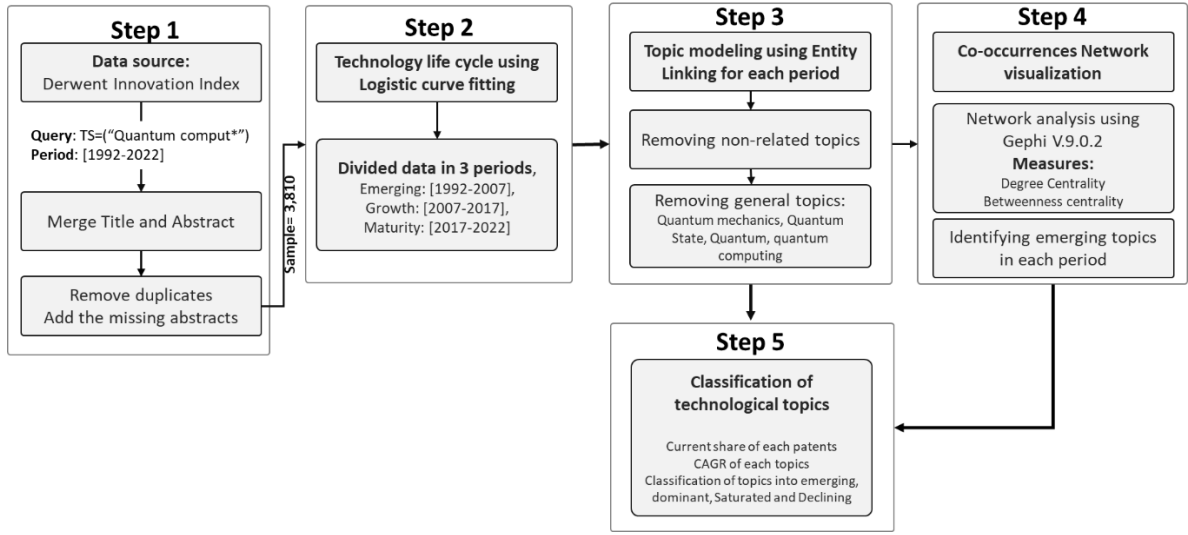 Step 1
Data source:
Derwent Innovation Index
Query: TS=(“Quantum comput*”)
Period: [1992-2022]
Merge Title and Abstract
Remove duplicates
Add the missing abstracts
Sample= 3,810
Step 2
Technology life cycle using
Logistic curve fitting
Divided data in 3 periods,
Emerging: [1992-2007],
Growth: [2007-2017],
Maturity: [2017-2022]
Step 3
Topic modeling using Entity
Linking for each period
Removing non-related topics
Removing general topics:
Quantum mechanics, Quantum
State, Quantum, quantum
computing
Step 4
Co-occurrences Network
visualization
Network analysis using
Gephi V.9.0.2
Measures:
Degree Centrality
Betweenness centrality
Identifying emerging topics
in each period
Step 5
Classification of
technological topics
Current share of each patents
CAGR of each topics
Classification of topics into emerging,
dominant, Saturated and Declining